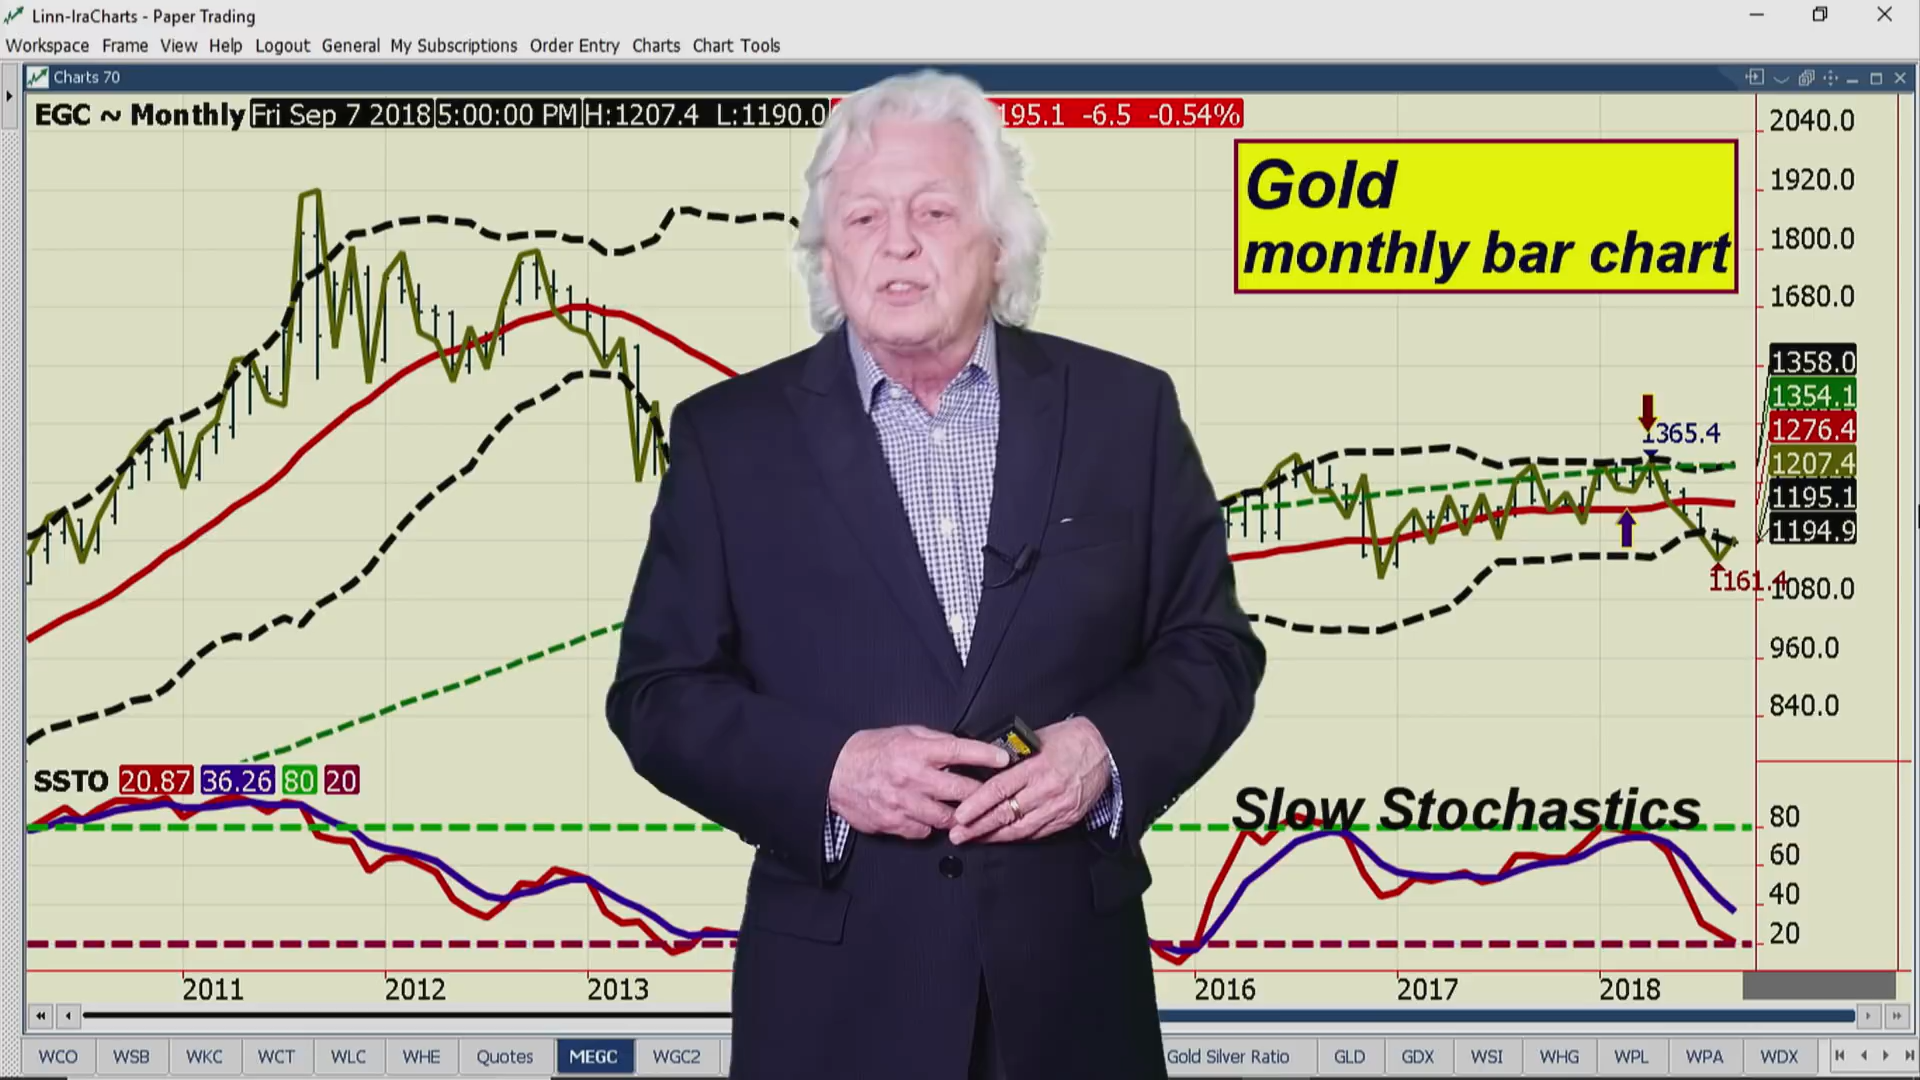 Linn-IraCharts - Paper Trading
Workspace Frame View Help Logout General My Subscriptions Order Entry Charts Chart Tools
Charts 70
EGC ~ Monthly Fri Sep 7 2018 5:00:00 PM H:1207.4 L:1190.0 195.1 -6.5 -0.54%
Gold
monthly bar chart
2040.0
1920.0
1800.0
1680.0
1358.0
1354.1
1276.4
1207.4
1195.1
1194.9
1080.0
960.0
840.0
1365.4
1161.4
SSTO 20.87 36.26 80 20
Slow Stochastics
80
60
40
20
2011 2012 2013 2016 2017 2018
WCO WSB WKC WCT WLC WHE Quotes MEGC WGC2 Gold Silver Ratio GLD GDX WSI WHG WPL WPA WDX